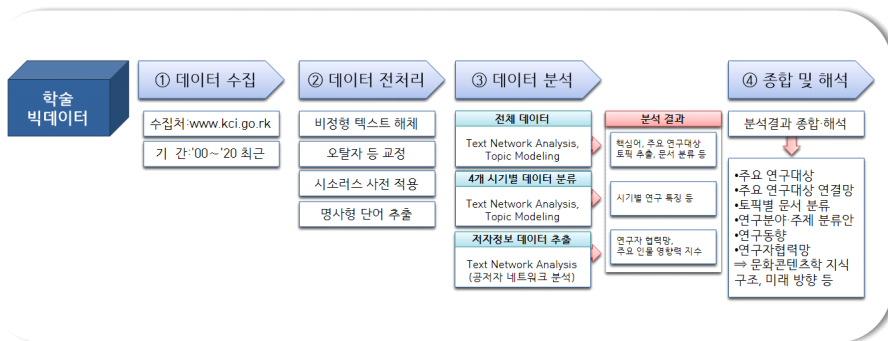 학술
빅데이터
① 데이터 수집
수집처:www.kci.go.rk
기 간:'00~'20 최근
② 데이터 전처리
비정형 텍스트 해체
오탈자 등 교정
시소러스 사전 적용
명사형 단어 추출
③ 데이터 분석
전체 데이터
Text Network Analysis,
Topic Modeling
4개 시기별 데이터 분류
Text Network Analysis,
Topic Modeling
저자정보 데이터 추출
Text Network Analysis
(공저자 네트워크 분석)
분석 결과
핵심어, 주요 연구대상
토픽 추출, 문서 분류 등
시기별 연구 특징 등
연구자 협력망,
주요 인물 영향력 지수
④ 종합 및 해석
분석결과 종합·해석
•주요 연구대상
•주요 연구대상 연결망
•토픽별 문서 분류
•연구분야·주제 분류안
•연구동향
•연구자협력망
⇒ 문화콘텐츠학 지식
구조, 미래 방향 등